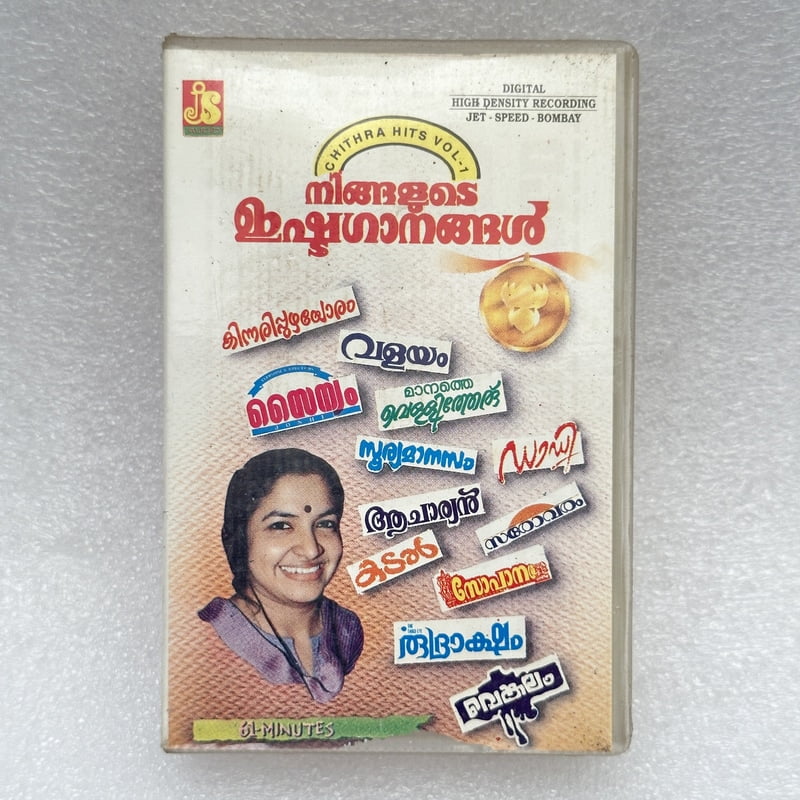 js
DIGITAL
HIGH DENSITY RECORDING
JET - SPEED - BOMBAY
CHITHRA HITS VOL-1
നിങ്ങളുടെ
ഇഷ്ടഗാനങ്ങൾ
കിന്നരിപ്പുഴയോരം
വളയം
സൈന്യം
JOSHIY
മാനത്തെ
വെള്ളിത്തേര്
സൂര്യമാനസം
ഡാഡി
ആചാര്യൻ
സരോവരം
കടൽ
സോപാനം
രുദ്രാക്ഷം
വെങ്കലം
61-MINUTES